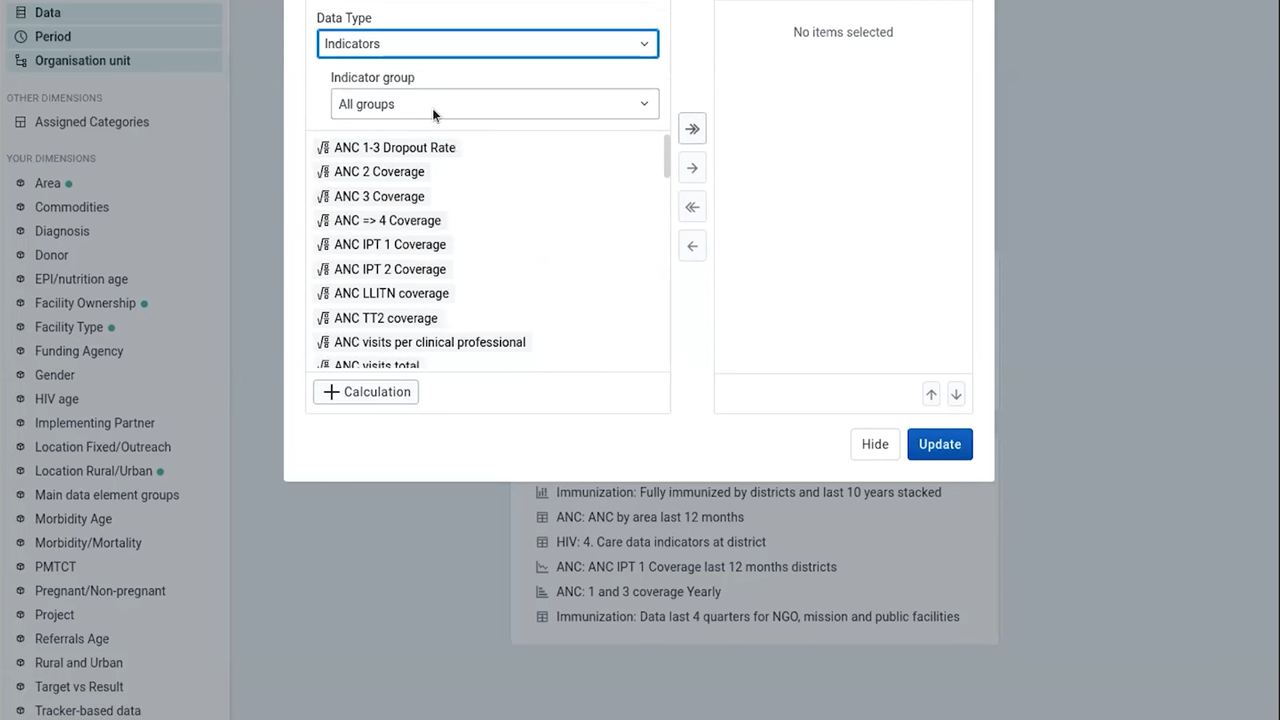 Data
Period
Organisation unit
OTHER DIMENSIONS
Assigned Categories
YOUR DIMENSIONS
Area
Commodities
Diagnosis
Donor
EPI/nutrition age
Facility Ownership
Facility Type
Funding Agency
Gender
HIV age
Implementing Partner
Location Fixed/Outreach
Location Rural/Urban
Main data element groups
Morbidity Age
Morbidity/Mortality
PMTCT
Pregnant/Non-pregnant
Project
Referrals Age
Rural and Urban
Target vs Result
Tracker-based data
Data Type
Indicators
Indicator group
All groups
ANC 1-3 Dropout Rate
ANC 2 Coverage
ANC 3 Coverage
ANC => 4 Coverage
ANC IPT 1 Coverage
ANC IPT 2 Coverage
ANC LLITN coverage
ANC TT2 coverage
ANC visits per clinical professional
ANC visits total
Calculation
No items selected
Hide
Update
Immunization: Fully immunized by districts and last 10 years stacked
ANC: ANC by area last 12 months
HIV: 4. Care data indicators at district
ANC: ANC IPT 1 Coverage last 12 months districts
ANC: 1 and 3 coverage Yearly
Immunization: Data last 4 quarters for NGO, mission and public facilities